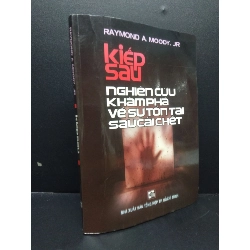 RAYMOND A. MOODY, JR
kiếp
sau
nghiên cứu
khám phá
về sự tồn tại
sau cái chết